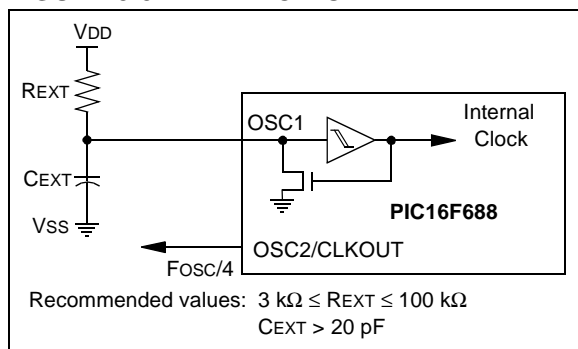 VDD
REXT
OSC1
Internal
Clock
CEXT
PIC16F688
VSS
OSC2/CLKOUT
FOSC/4
Recommended values: 3 kΩ ≤ REXT ≤ 100 kΩ
CEXT > 20 pF